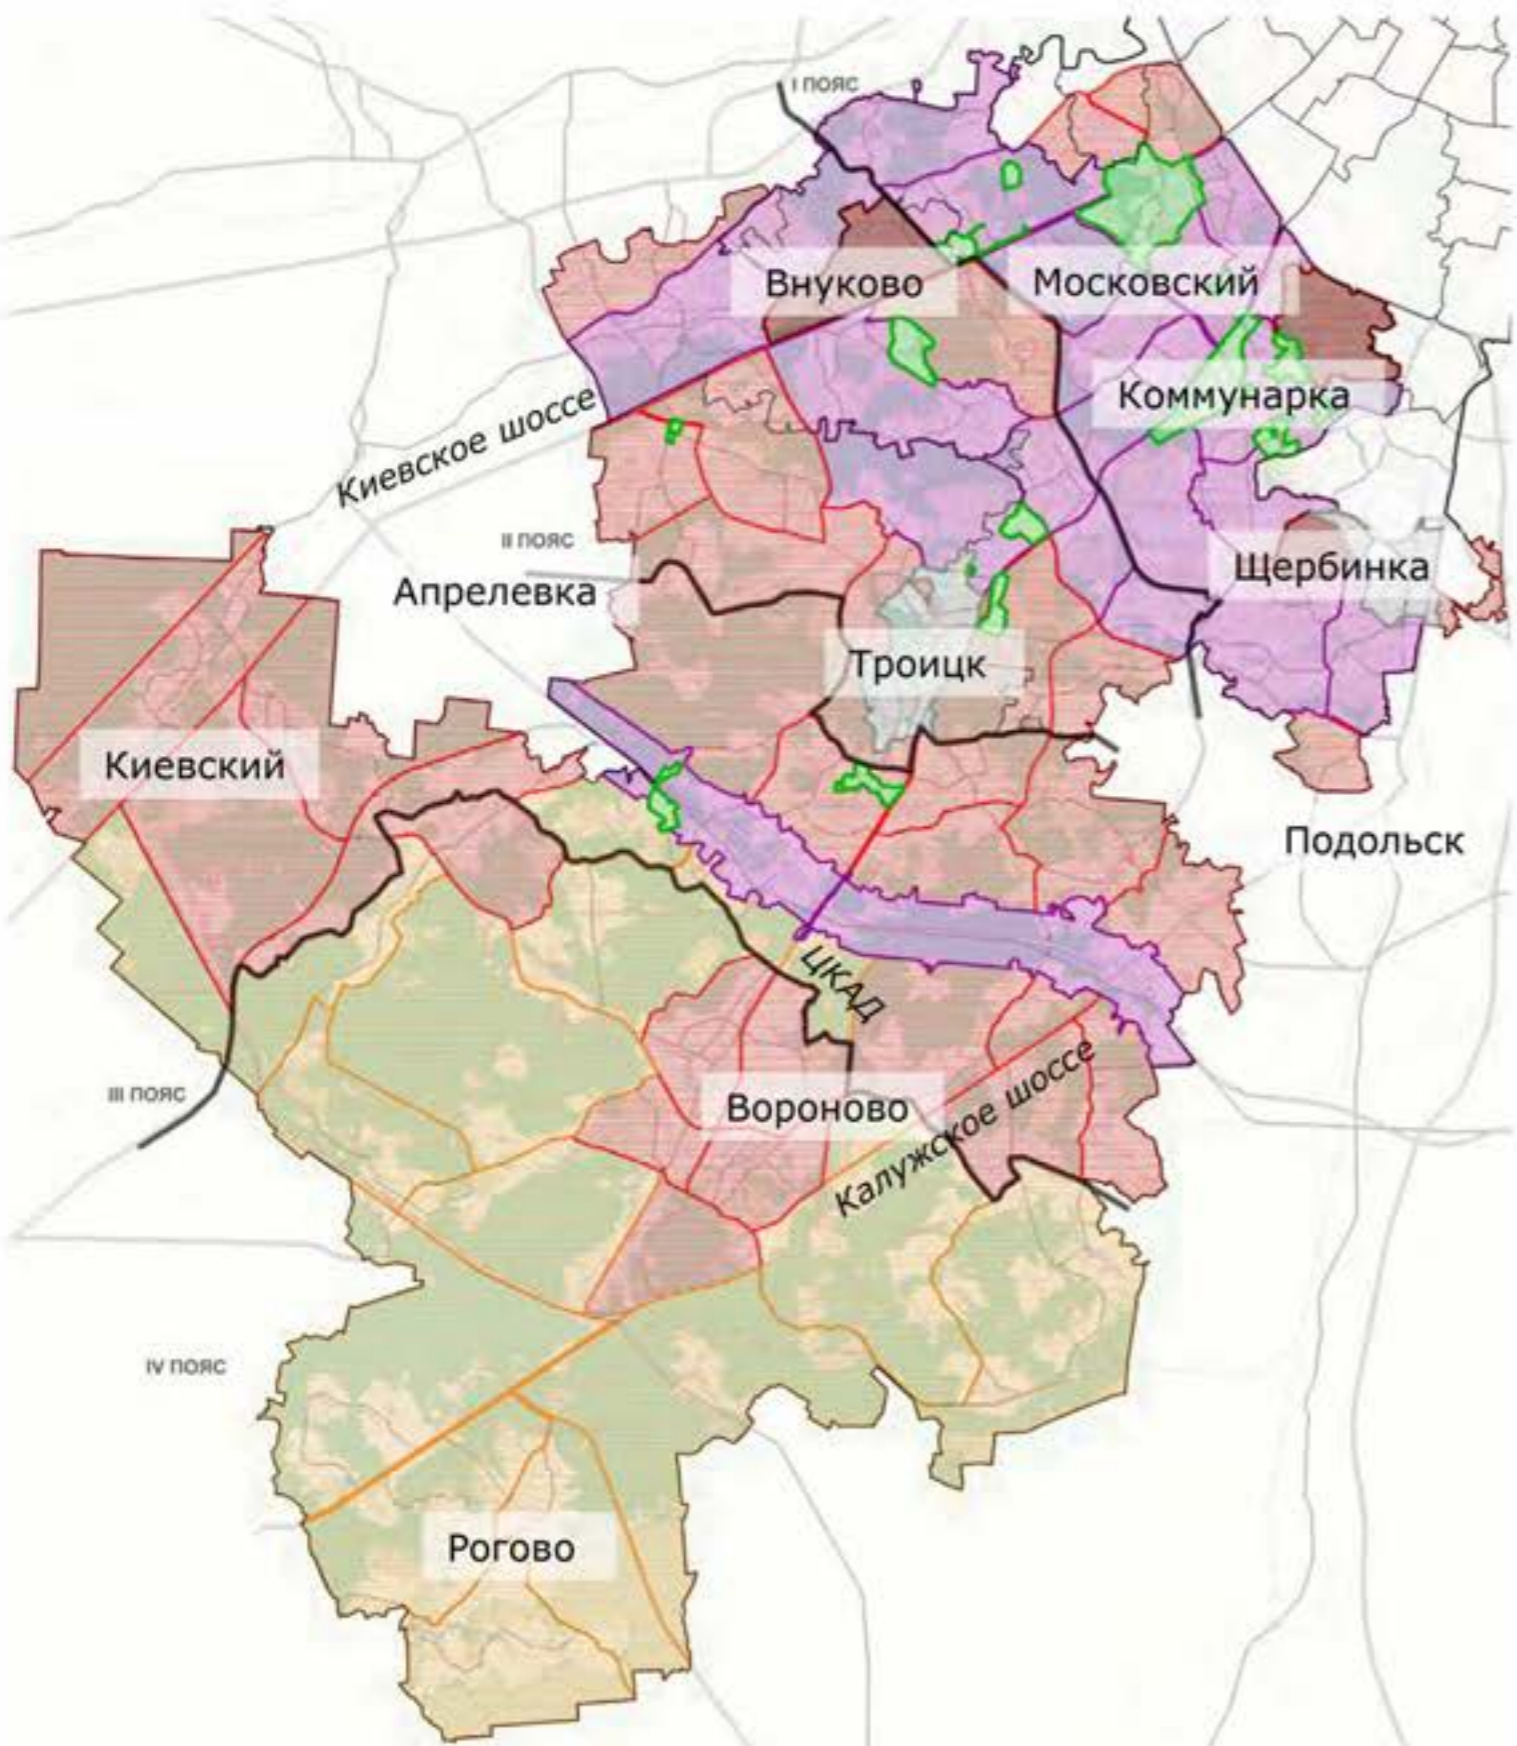 I ПОЯС
Внуково
Московский
Коммунарка
Киевское шоссе
II ПОЯС
Апрелевка
Щербинка
Троицк
Киевский
Подольск
ЦКАД
III ПОЯС
Вороново
Калужское шоссе
IV ПОЯС
Рогово